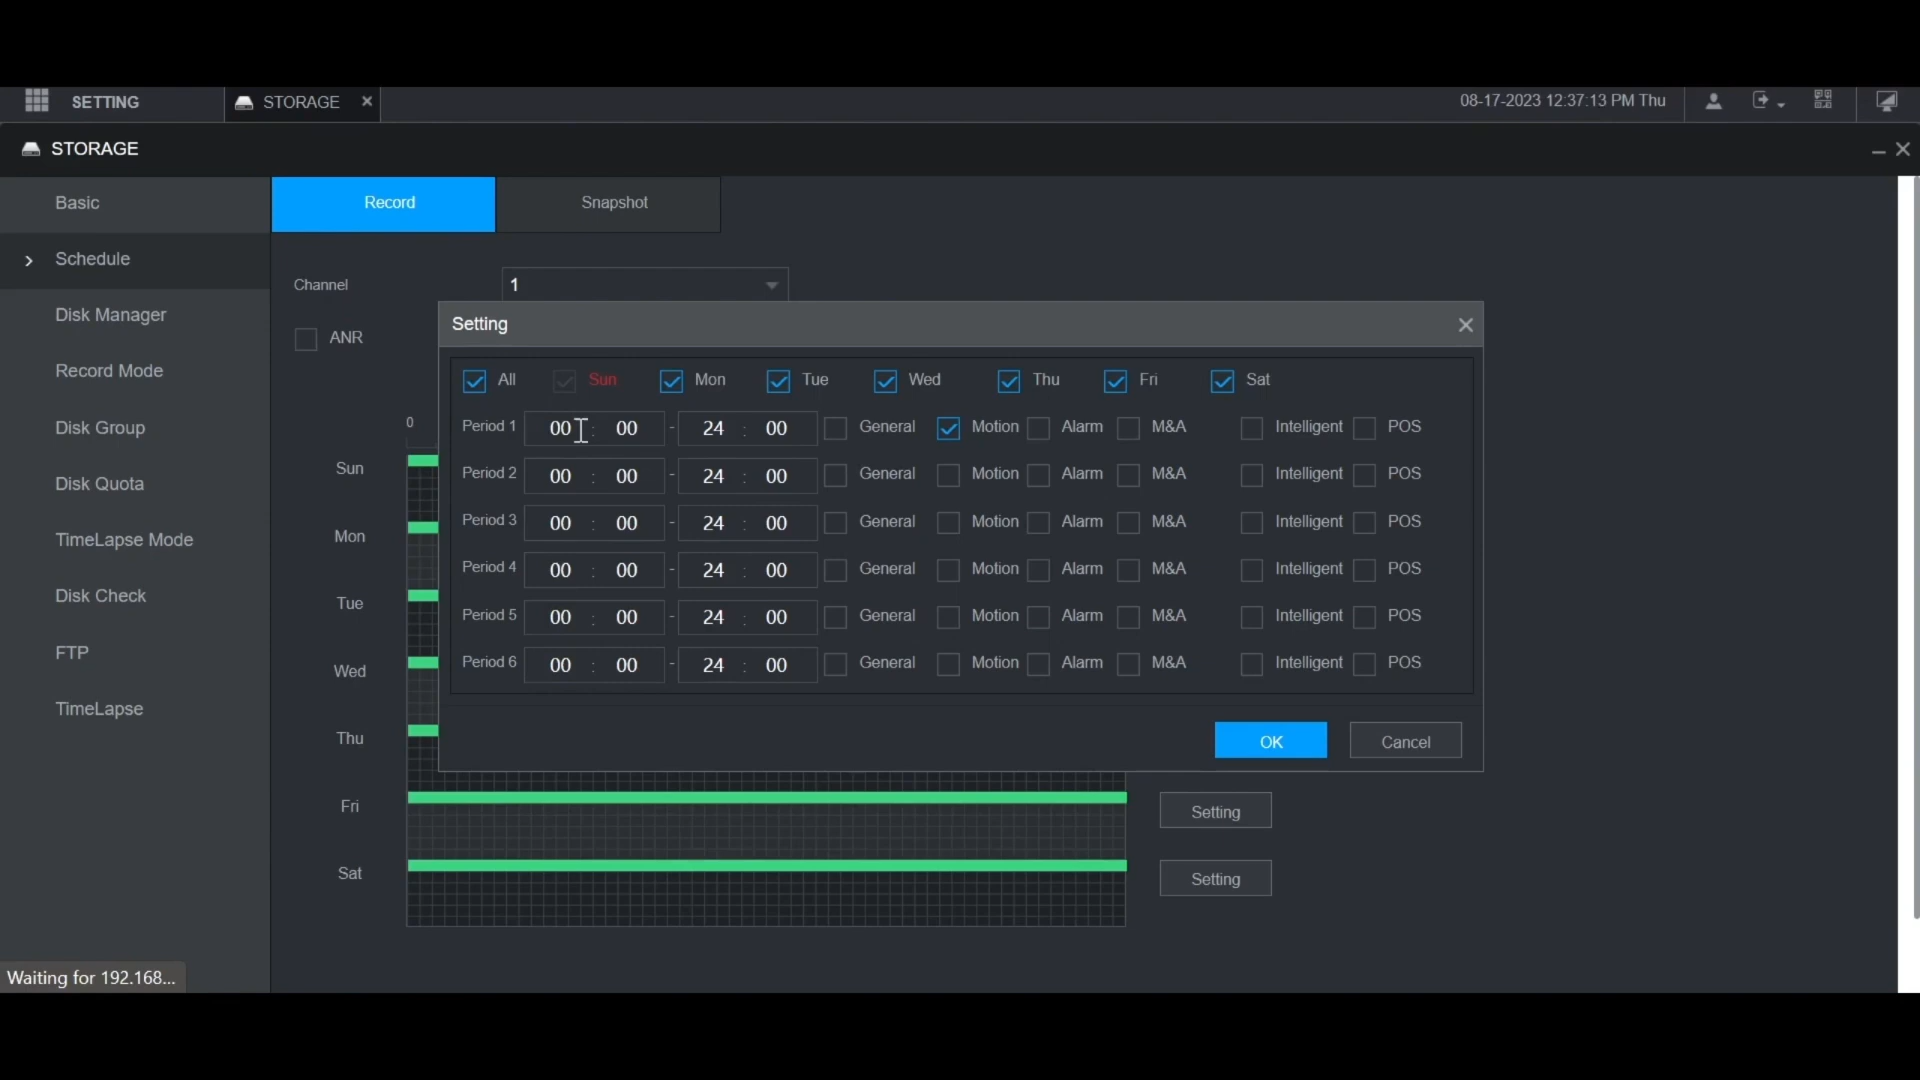 SETTING STORAGE 08-17-2023 12:37:13 PM Thu
STORAGE
Basic Record Snapshot
Schedule
Channel 1
Disk Manager
Setting
ANR
Record Mode
All Sun Mon Tue Wed Thu Fri Sat
0
Period 1 00 : 00 - 24 : 00 General Motion Alarm M&A Intelligent POS
Disk Group
Sun
Period 2 00 : 00 - 24 : 00 General Motion Alarm M&A Intelligent POS
Disk Quota
Period 3 00 : 00 - 24 : 00 General Motion Alarm M&A Intelligent POS
Mon
TimeLapse Mode
Period 4 00 : 00 - 24 : 00 General Motion Alarm M&A Intelligent POS
Disk Check
Tue
Period 5 00 : 00 - 24 : 00 General Motion Alarm M&A Intelligent POS
FTP
Period 6 00 : 00 - 24 : 00 General Motion Alarm M&A Intelligent POS
Wed
TimeLapse
Thu
OK Cancel
Fri Setting
Sat Setting
Waiting for 192.168...